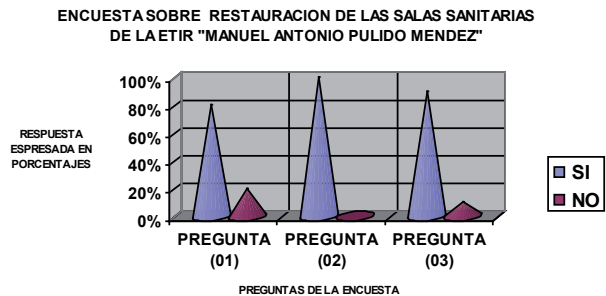 ENCUESTA SOBRE RESTAURACION DE LAS SALAS SANITARIAS
DE LA ETIR "MANUEL ANTONIO PULIDO MENDEZ"
RESPUESTA
ESPRESADA EN
PORCENTAJES
100%
80%
60%
40%
20%
0%
PREGUNTA
(01)
PREGUNTA
(02)
PREGUNTA
(03)
PREGUNTAS DE LA ENCUESTA
SI
NO